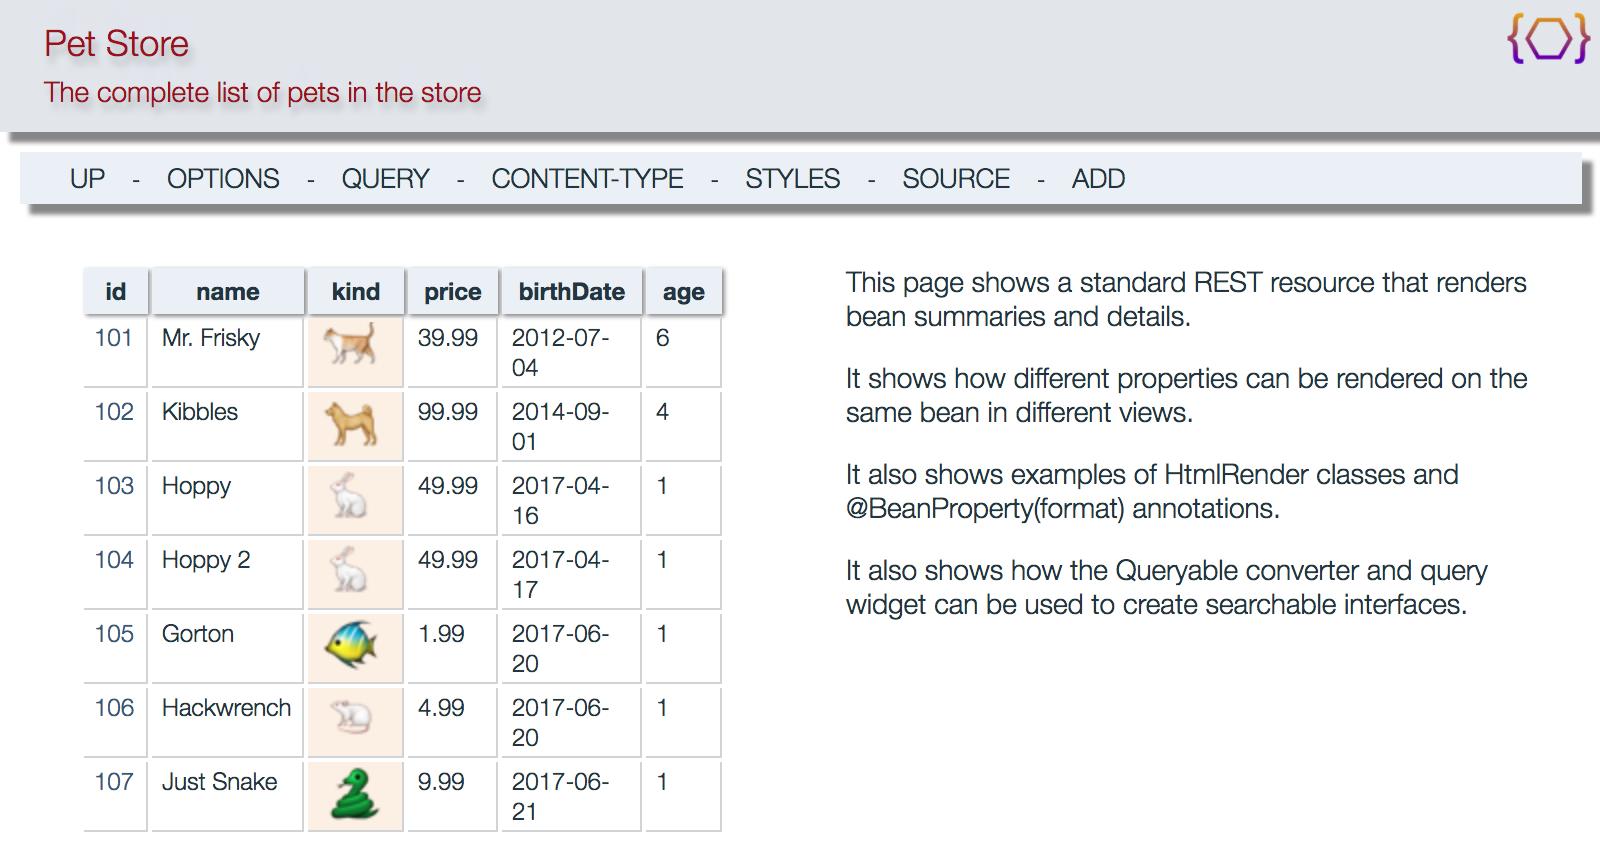 Pet Store
The complete list of pets in the store
UP - OPTIONS - QUERY - CONTENT-TYPE - STYLES - SOURCE - ADD
id name kind price birthDate age
101 Mr. Frisky 39.99 2012-07- 6
04
102 Kibbles 99.99 2014-09- 4
01
103 Hoppy 49.99 2017-04- 1
16
104 Hoppy 2 49.99 2017-04- 1
17
105 Gorton 1.99 2017-06- 1
20
106 Hackwrench 4.99 2017-06- 1
20
107 Just Snake 9.99 2017-06- 1
21
This page shows a standard REST resource that renders
bean summaries and details.
It shows how different properties can be rendered on the
same bean in different views.
It also shows examples of HtmlRender classes and
@BeanProperty(format) annotations.
It also shows how the Queryable converter and query
widget can be used to create searchable interfaces.